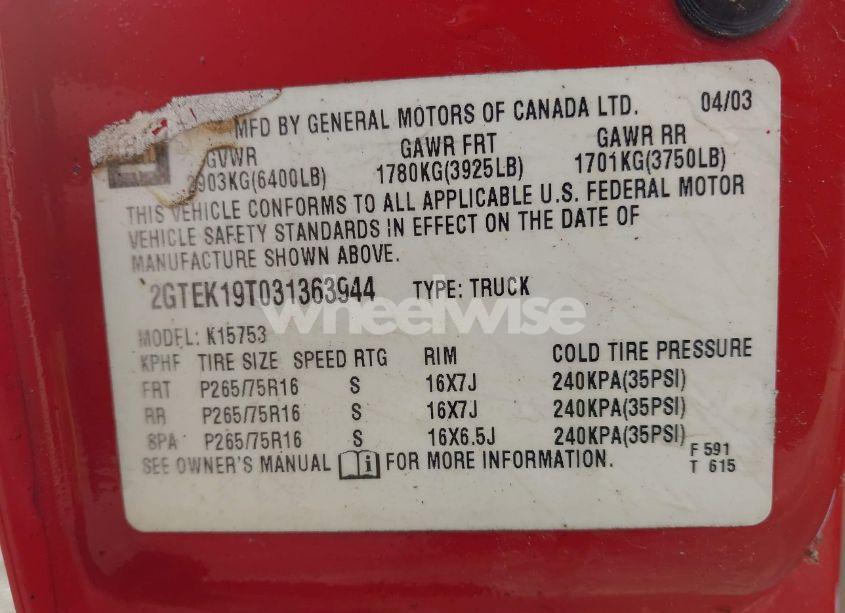 MFD BY GENERAL MOTORS OF CANADA LTD. 04/03
GVWR GAWR FRT GAWR RR
903KG(6400LB) 1780KG(3925LB) 1701KG(3750LB)
THIS VEHICLE CONFORMS TO ALL APPLICABLE U.S. FEDERAL MOTOR
VEHICLE SAFETY STANDARDS IN EFFECT ON THE DATE OF
MANUFACTURE SHOWN ABOVE.
2GTEK19T031363944 TYPE: TRUCK
wheelwise
MODEL: K15753
KPHF TIRE SIZE SPEED RTG RIM COLD TIRE PRESSURE
FRT P265/75R16 S 16X7J 240KPA(35PSI)
RR P265/75R16 S 16X7J 240KPA(35PSI)
SPA P265/75R16 S 16X6.5J 240KPA(35PSI)
SEE OWNER'S MANUAL i FOR MORE INFORMATION.
F 591
T 615